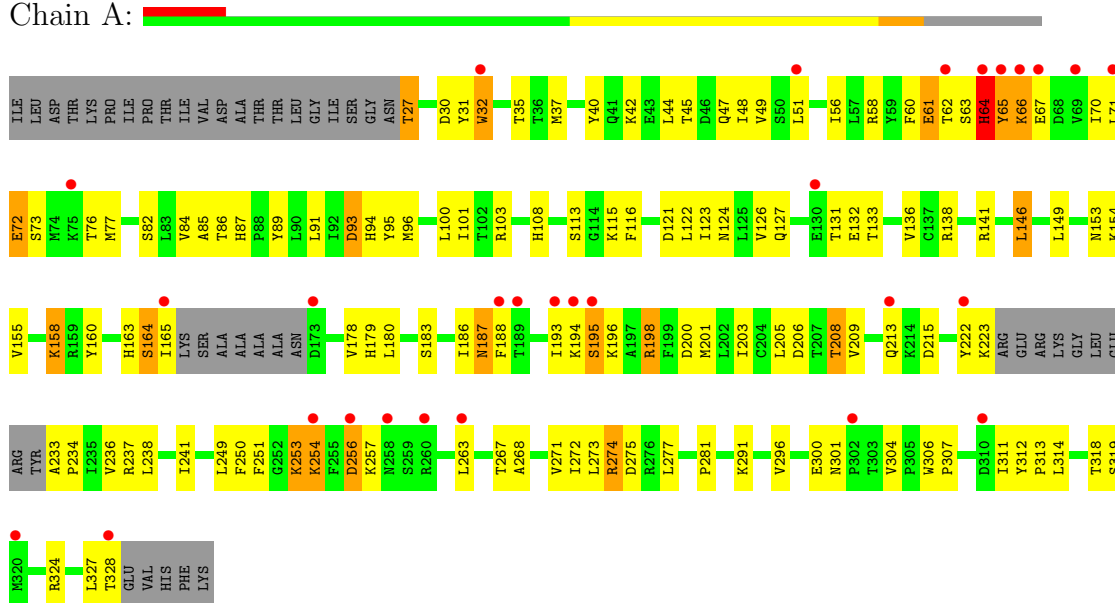 Chain A:
ILE LEU ASP THR LYS PRO ILE PRO THR ILE VAL ASP ALA THR THR LEU GLY ILE SER GLY ASN T27 D30 Y31 W32 T35 T36 M37 Y40 Q41 K42 E43 L44 T45 D46 Q47 I48 V49 S50 L51 I56 L57 R58 Y59 F60 E61 T62 S63 H64 Y65 K66 E67 D68 V69 I70 L71
E72 S73 M74 K75 T76 M77 S82 L83 V84 A85 T86 H87 P88 Y89 L90 L91 I92 D93 H94 Y95 M96 L100 I101 T102 R103 H108 S113 G114 K115 F116 D121 L122 I123 N124 L125 V126 Q127 E130 T131 E132 T133 V136 C137 R138 R141 L146 L149 N153 K154
V155 K158 R159 Y160 H163 S164 I165 LYS SER ALA ALA ALA ALA ASN D173 V178 H179 L180 S183 I186 N187 F188 T189 I193 K194 S195 K196 A197 R198 F199 D200 M201 L202 I203 C204 L205 D206 T207 T208 V209 Q213 K214 D215 Y222 K223 ARG GLU ARG LYS GLY LEU GLU
ARG TYR A233 P234 I235 V236 R237 L238 I241 L249 F250 F251 G252 K253 K254 F255 D256 K257 N258 S259 R260 L263 T267 A268 V271 I272 L273 R274 D275 R276 L277 P281 K291 V296 E300 N301 P302 T303 V304 P305 W306 P307 D310 I311 Y312 P313 L314 T318 S319
M320 R324 L327 T328 GLU VAL HIS PHE LYS